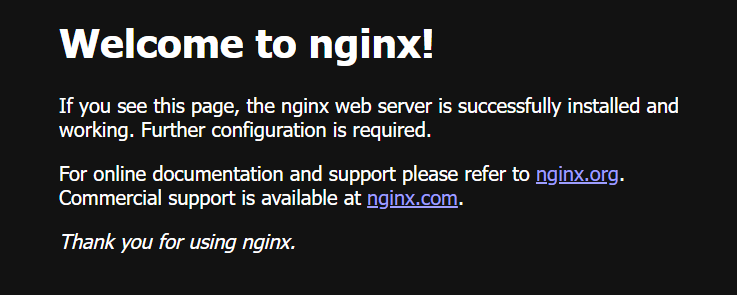 Welcome to nginx!
If you see this page, the nginx web server is successfully installed and
working. Further configuration is required.
For online documentation and support please refer to nginx.org.
Commercial support is available at nginx.com.
Thank you for using nginx.